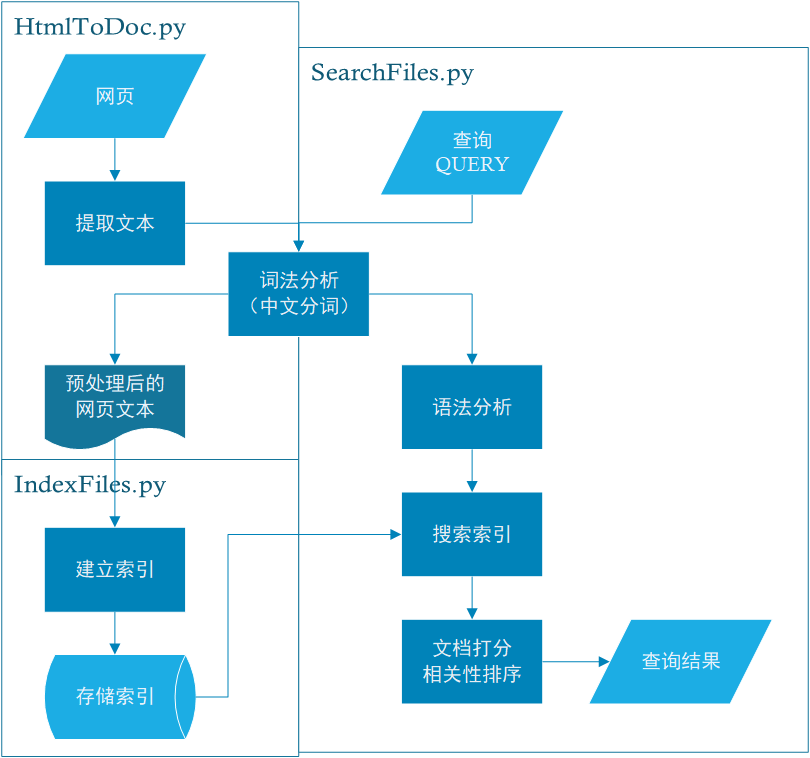 HtmlToDoc.py
网页
提取文本
SearchFiles.py
查询
QUERY
词法分析
（中文分词）
预处理后的
网页文本
语法分析
IndexFiles.py
建立索引
存储索引
搜索索引
文档打分
相关性排序
查询结果